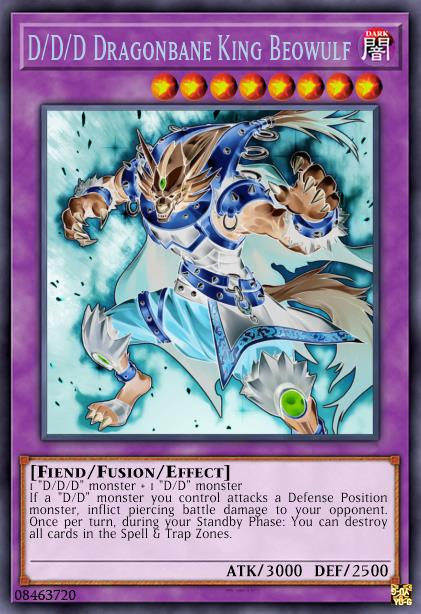 D/D/D Dragonbane King Beowulf
DARK
闇
[Fiend/Fusion/Effect]
1 "D/D/D" monster + 1 "D/D" monster
If a "D/D" monster you control attacks a Defense Position
monster, inflict piercing battle damage to your opponent.
Once per turn, during your Standby Phase: You can destroy
all cards in the Spell & Trap Zones.
ATK/3000 DEF/2500
08463720